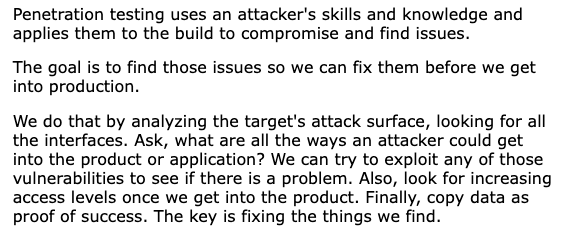 Penetration testing uses an attacker's skills and knowledge and
applies them to the build to compromise and find issues.
The goal is to find those issues so we can fix them before we get
into production.
We do that by analyzing the target's attack surface, looking for all
the interfaces. Ask, what are all the ways an attacker could get
into the product or application? We can try to exploit any of those
vulnerabilities to see if there is a problem. Also, look for increasing
access levels once we get into the product. Finally, copy data as
proof of success. The key is fixing the things we find.